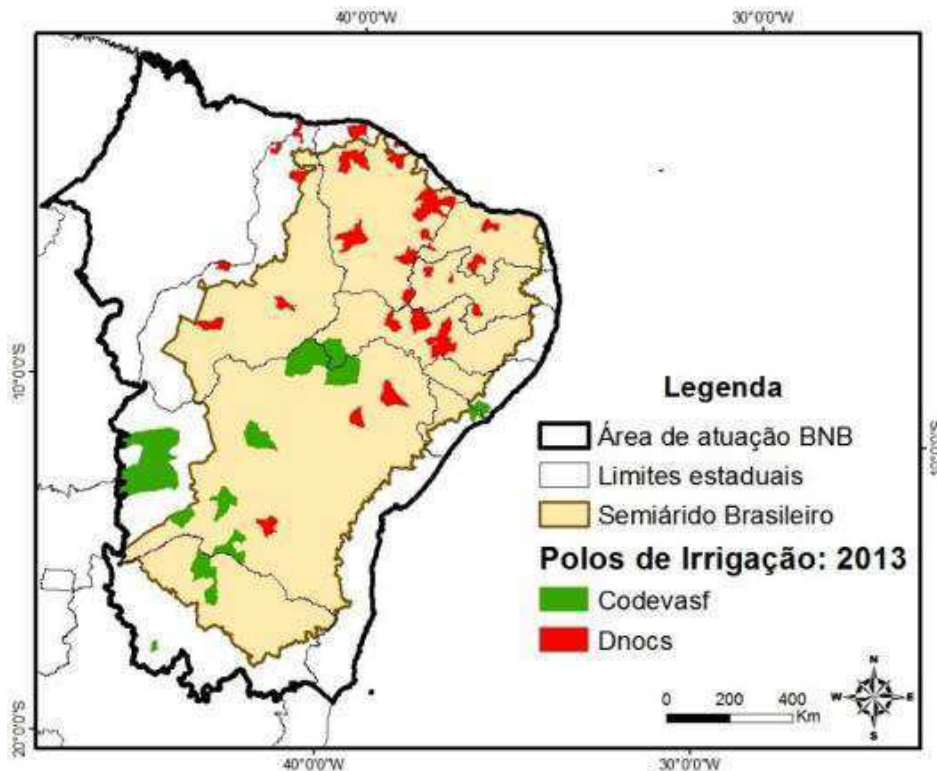 40°0'0"W 30°0'0"W
10°0'0"S
20°0'0"S
Legenda
Área de atuação BNB
Limites estaduais
Semiárido Brasileiro
Polos de Irrigação: 2013
Codevasf
Dnocs
N
W E
S
0 200 400
Km
40°0'0"W 30°0'0"W